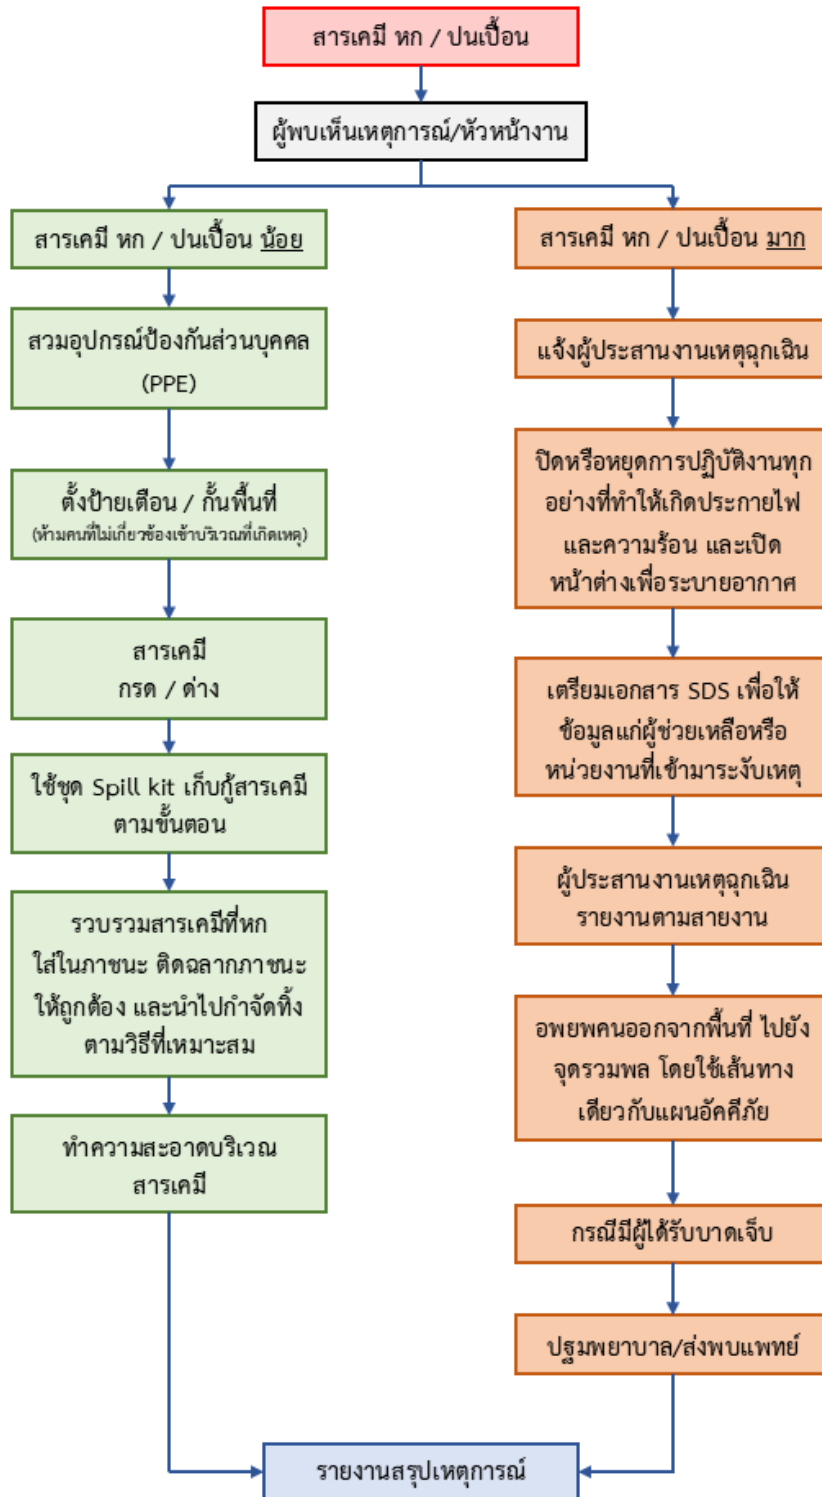 สารเคมี หก / ปนเปื้อน
ผู้พบเห็นเหตุการณ์/หัวหน้างาน
สารเคมี หก / ปนเปื้อน น้อย
สวมอุปกรณ์ป้องกันส่วนบุคคล
(PPE)
ตั้งป้ายเตือน / กั้นพื้นที่
(ห้ามคนที่ไม่เกี่ยวข้องเข้าบริเวณที่เกิดเหตุ)
สารเคมี
กรด / ด่าง
ใช้ชุด Spill kit เก็บกู้สารเคมี
ตามขั้นตอน
รวบรวมสารเคมีที่หก
ใส่ในภาชนะ ติดฉลากภาชนะ
ให้ถูกต้อง และนำไปกำจัดทิ้ง
ตามวิธีที่เหมาะสม
ทำความสะอาดบริเวณ
สารเคมี
สารเคมี หก / ปนเปื้อน มาก
แจ้งผู้ประสานงานเหตุฉุกเฉิน
ปิดหรือหยุดการปฏิบัติงานทุก
อย่างที่ทำให้เกิดประกายไฟ
และความร้อน และเปิด
หน้าต่างเพื่อระบายอากาศ
เตรียมเอกสาร SDS เพื่อให้
ข้อมูลแก่ผู้ช่วยเหลือหรือ
หน่วยงานที่เข้ามาระงับเหตุ
ผู้ประสานงานเหตุฉุกเฉิน
รายงานตามสายงาน
อพยพคนออกจากพื้นที่ ไปยัง
จุดรวมพล โดยใช้เส้นทาง
เดียวกับแผนอัคคีภัย
กรณีมีผู้ได้รับบาดเจ็บ
ปฐมพยาบาล/ส่งพบแพทย์
รายงานสรุปเหตุการณ์